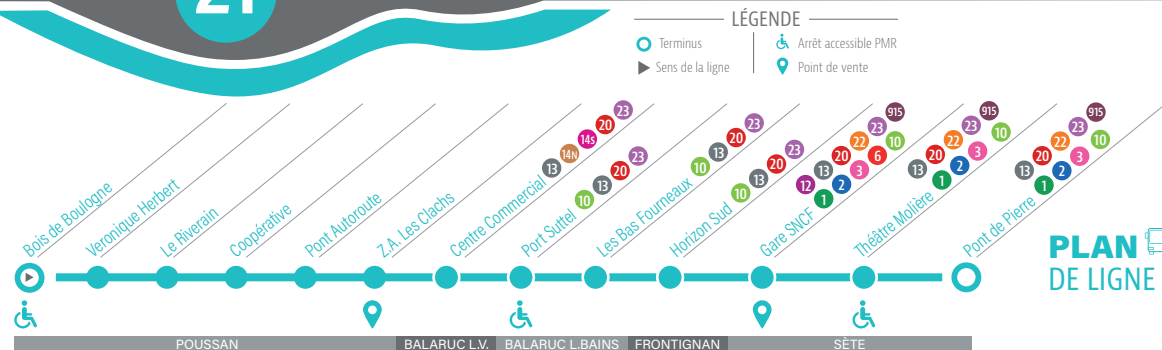 21
LÉGENDE
Terminus
Sens de la ligne
Arrêt accessible PMR
Point de vente
Bois de Boulogne
Veronique Herbert
Le Riverain
Coopérative
Pont Autoroute
Z.A. Les Clachs
Centre Commercial 13 14N 14s 20 23
Port Suttel 10 13 20 23
Les Bas Fourneaux 10 13 20 23
Horizon Sud 10 13 20 23
Gare SNCF 12 13 20 22 23 915
1 2 3 6 10
Théâtre Molière 13 20 22 23 915
1 2 3 10
Pont de Pierre 13 20 22 23 915
1 2 3 10
PLAN
DE LIGNE
POUSSAN
BALARUC L.V.
BALARUC L.BAINS
FRONTIGNAN
SÈTE